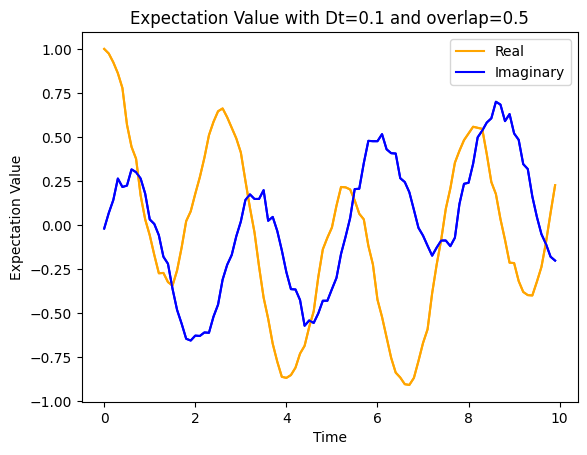 Expectation Value with Dt=0.1 and overlap=0.5
Real
Imaginary
1.00
0.75
0.50
0.25
0.00
−0.25
−0.50
−0.75
−1.00
Expectation Value
0 2 4 6 8 10
Time